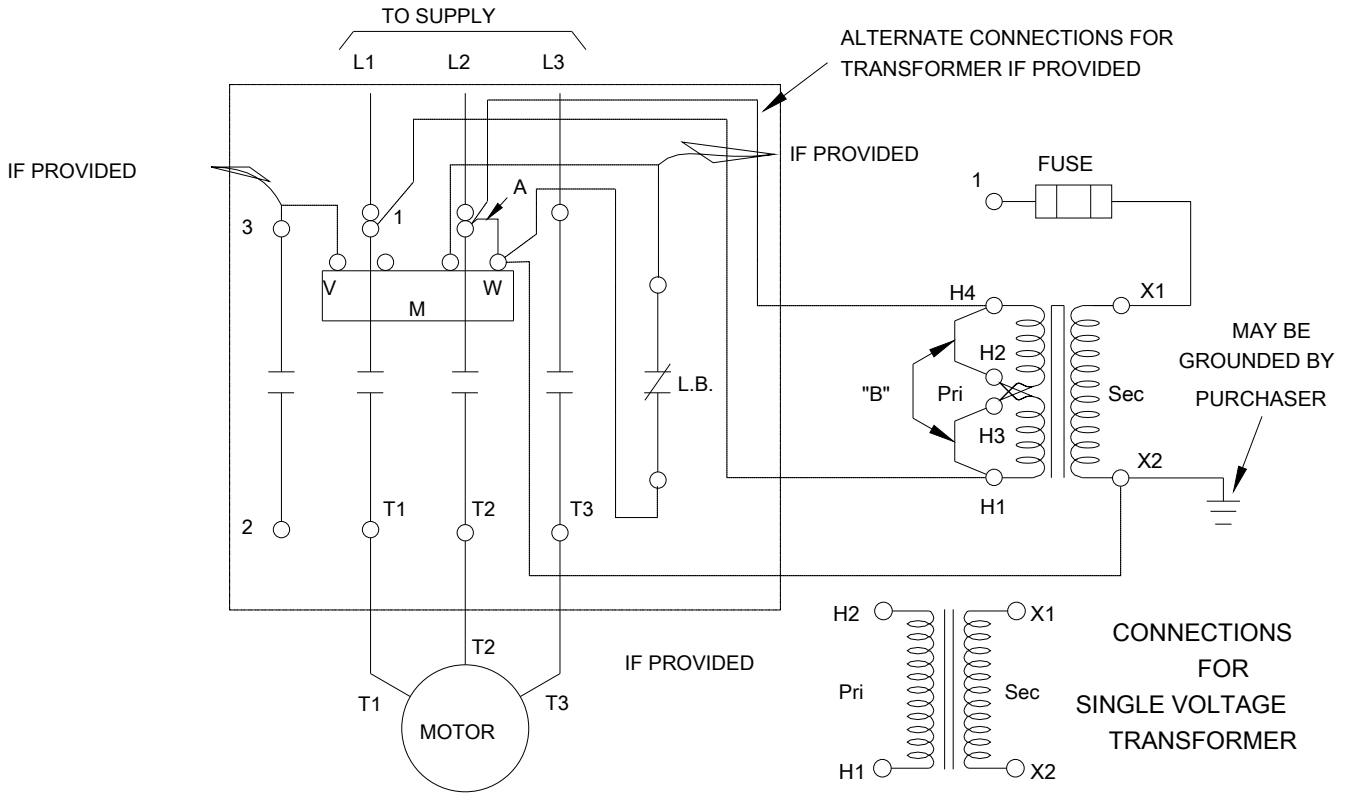 TO SUPPLY
L1 L2 L3
ALTERNATE CONNECTIONS FOR
TRANSFORMER IF PROVIDED
IF PROVIDED
IF PROVIDED
A
FUSE
1
3
1
V
M
W
H4
X1
H2
"B"
Pri
H3
Sec
MAY BE
GROUNDED BY
PURCHASER
L.B.
X2
H1
2
T1
T2
T3
T2
T1
T3
MOTOR
IF PROVIDED
H2
X1
Pri
Sec
H1
X2
CONNECTIONS
FOR
SINGLE VOLTAGE
TRANSFORMER